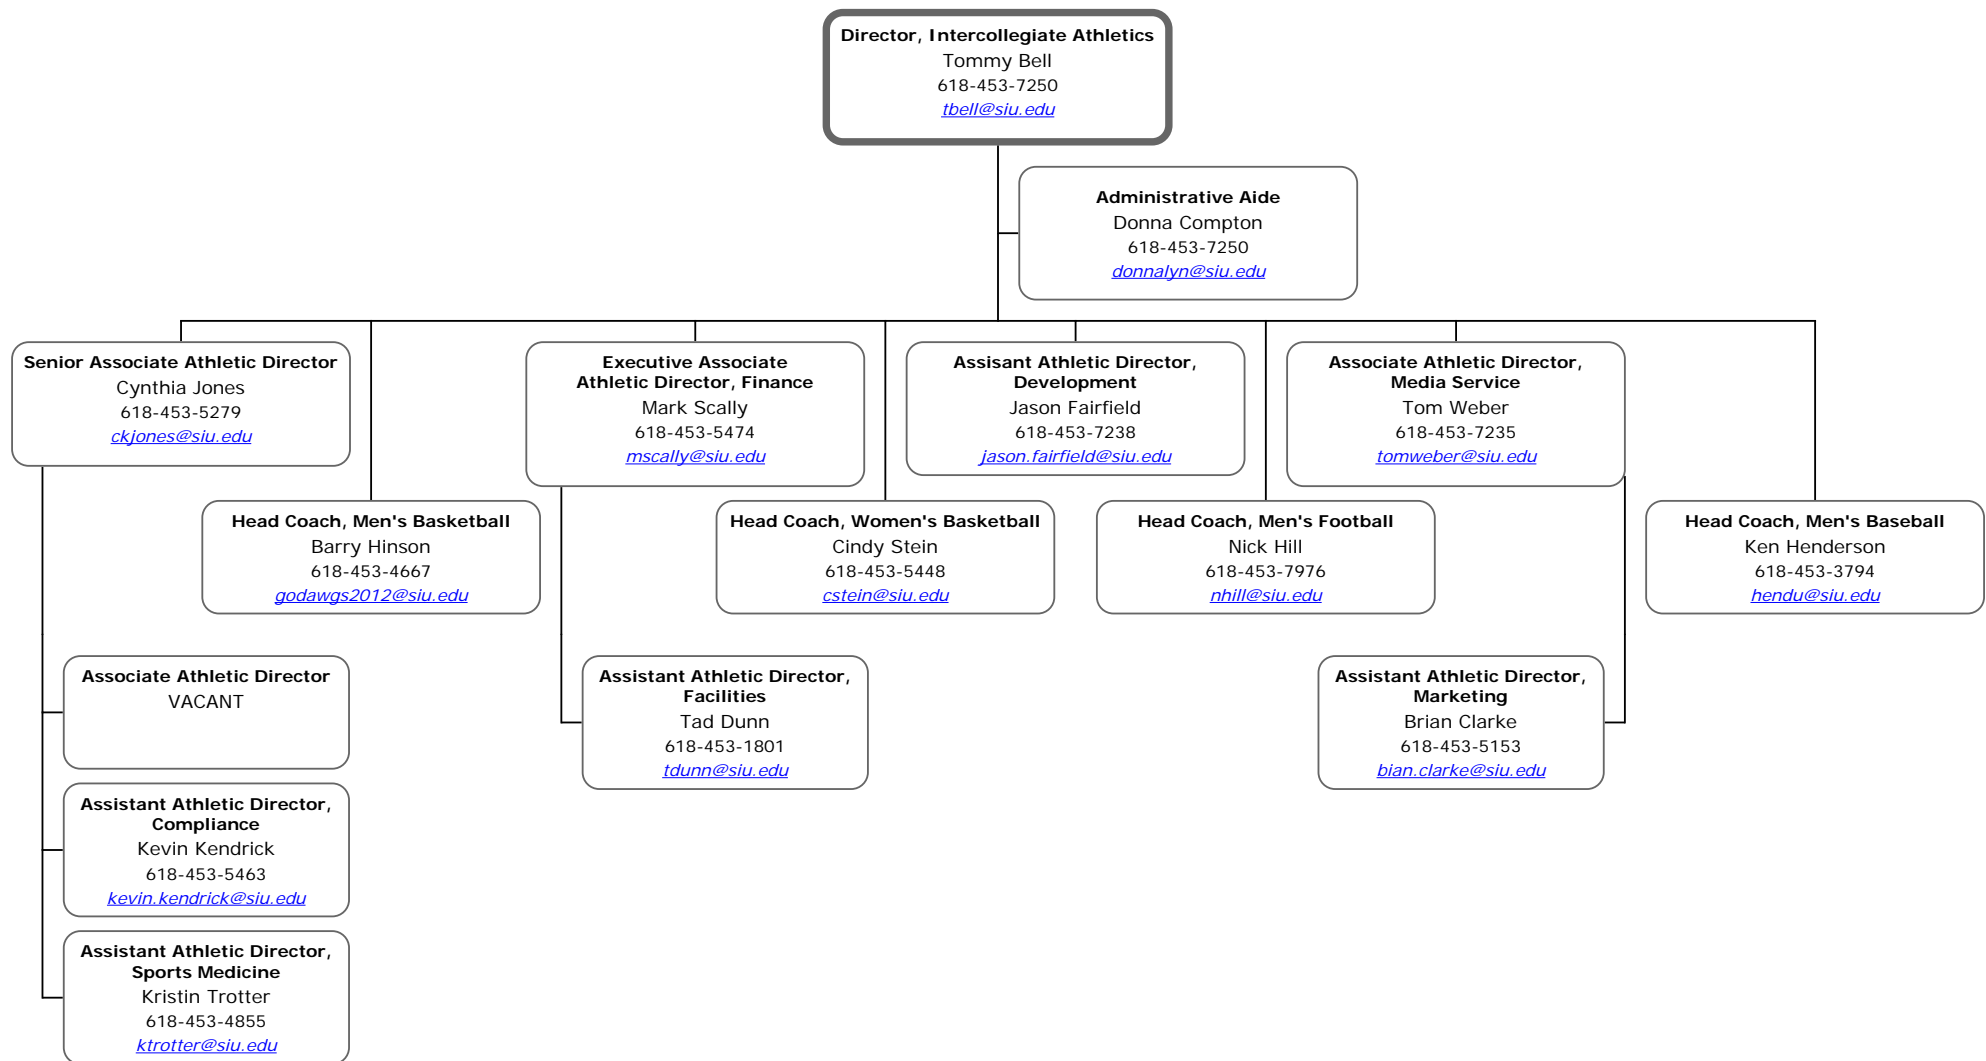 Director, Intercollegiate Athletics
Tommy Bell
618-453-7250
tbell@siu.edu
Administrative Aide
Donna Compton
618-453-7250
donnalyn@siu.edu
Senior Associate Athletic Director
Cynthia Jones
618-453-5279
ckjones@siu.edu
Executive Associate
Athletic Director, Finance
Mark Scally
618-453-5474
mscally@siu.edu
Assisant Athletic Director,
Development
Jason Fairfield
618-453-7238
jason.fairfield@siu.edu
Associate Athletic Director,
Media Service
Tom Weber
618-453-7235
tomweber@siu.edu
Head Coach, Men's Basketball
Barry Hinson
618-453-4667
godawgs2012@siu.edu
Head Coach, Women's Basketball
Cindy Stein
618-453-5448
cstein@siu.edu
Head Coach, Men's Football
Nick Hill
618-453-7976
nhill@siu.edu
Head Coach, Men's Baseball
Ken Henderson
618-453-3794
hendu@siu.edu
Associate Athletic Director
VACANT
Assistant Athletic Director,
Facilities
Tad Dunn
618-453-1801
tdunn@siu.edu
Assistant Athletic Director,
Marketing
Brian Clarke
618-453-5153
bian.clarke@siu.edu
Assistant Athletic Director,
Compliance
Kevin Kendrick
618-453-5463
kevin.kendrick@siu.edu
Assistant Athletic Director,
Sports Medicine
Kristin Trotter
618-453-4855
ktrotter@siu.edu